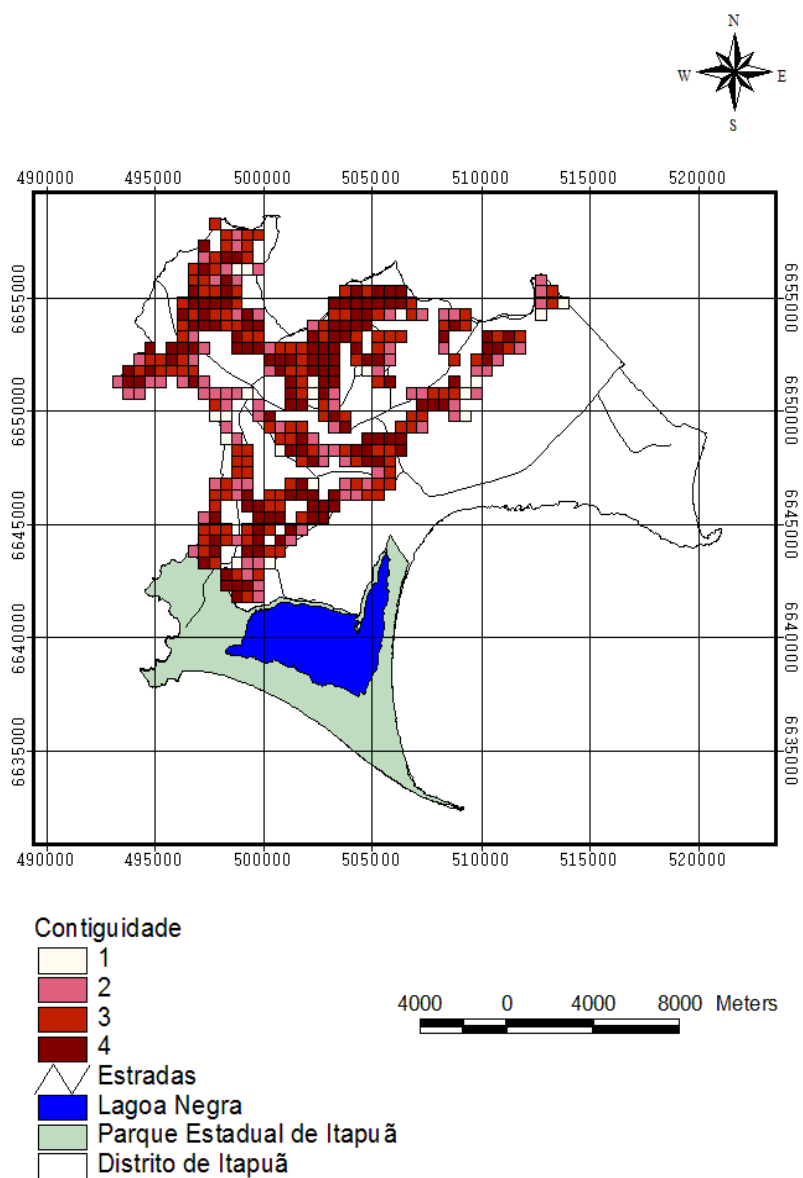 N
W E
S
490000 495000 500000 505000 510000 515000 520000
6655000 6655000
6650000 6650000
6645000 6645000
6640000 6640000
6635000 6635000
490000 495000 500000 505000 510000 515000 520000
Contiguidade
1
2
3
4
Estradas
Lagoa Negra
Parque Estadual de Itapuã
Distrito de Itapuã
4000 0 4000 8000 Meters